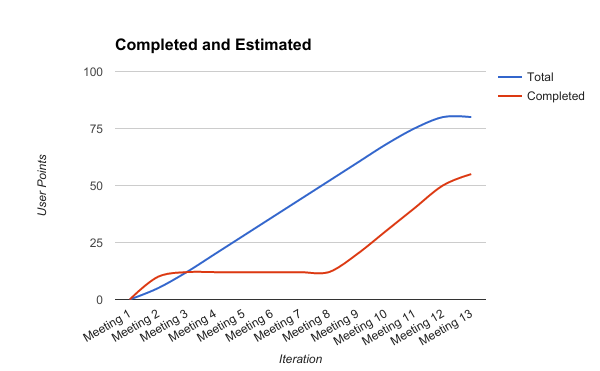 Completed and Estimated
100
75
50
25
0
User Points
Total
Completed
Meeting 1
Meeting 2
Meeting 3
Meeting 4
Meeting 5
Meeting 6
Meeting 7
Meeting 8
Meeting 9
Meeting 10
Meeting 11
Meeting 12
Meeting 13
Iteration